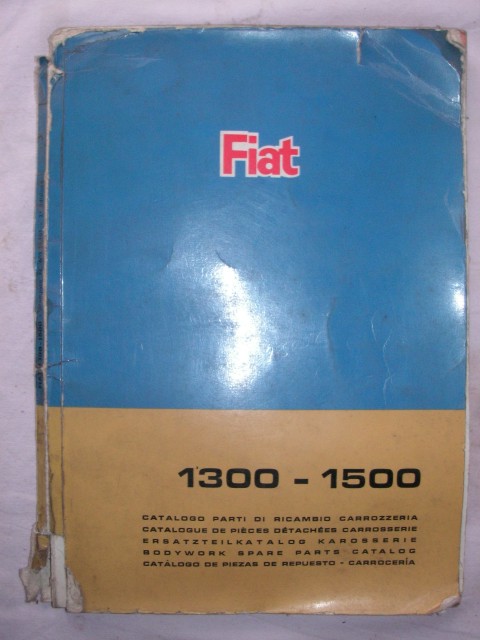 Fiat
1300 - 1500
CATALOGO PARTI DI RICAMBIO CARROZZERIA
CATALOGUE DE PIÈCES DÉTACHÉES CARROSSERIE
ERSATZTEILKATALOG KAROSSERIE
BODYWORK SPARE PARTS CATALOG
CATÁLOGO DE PIEZAS DE REPUESTO - CARROCERÍA